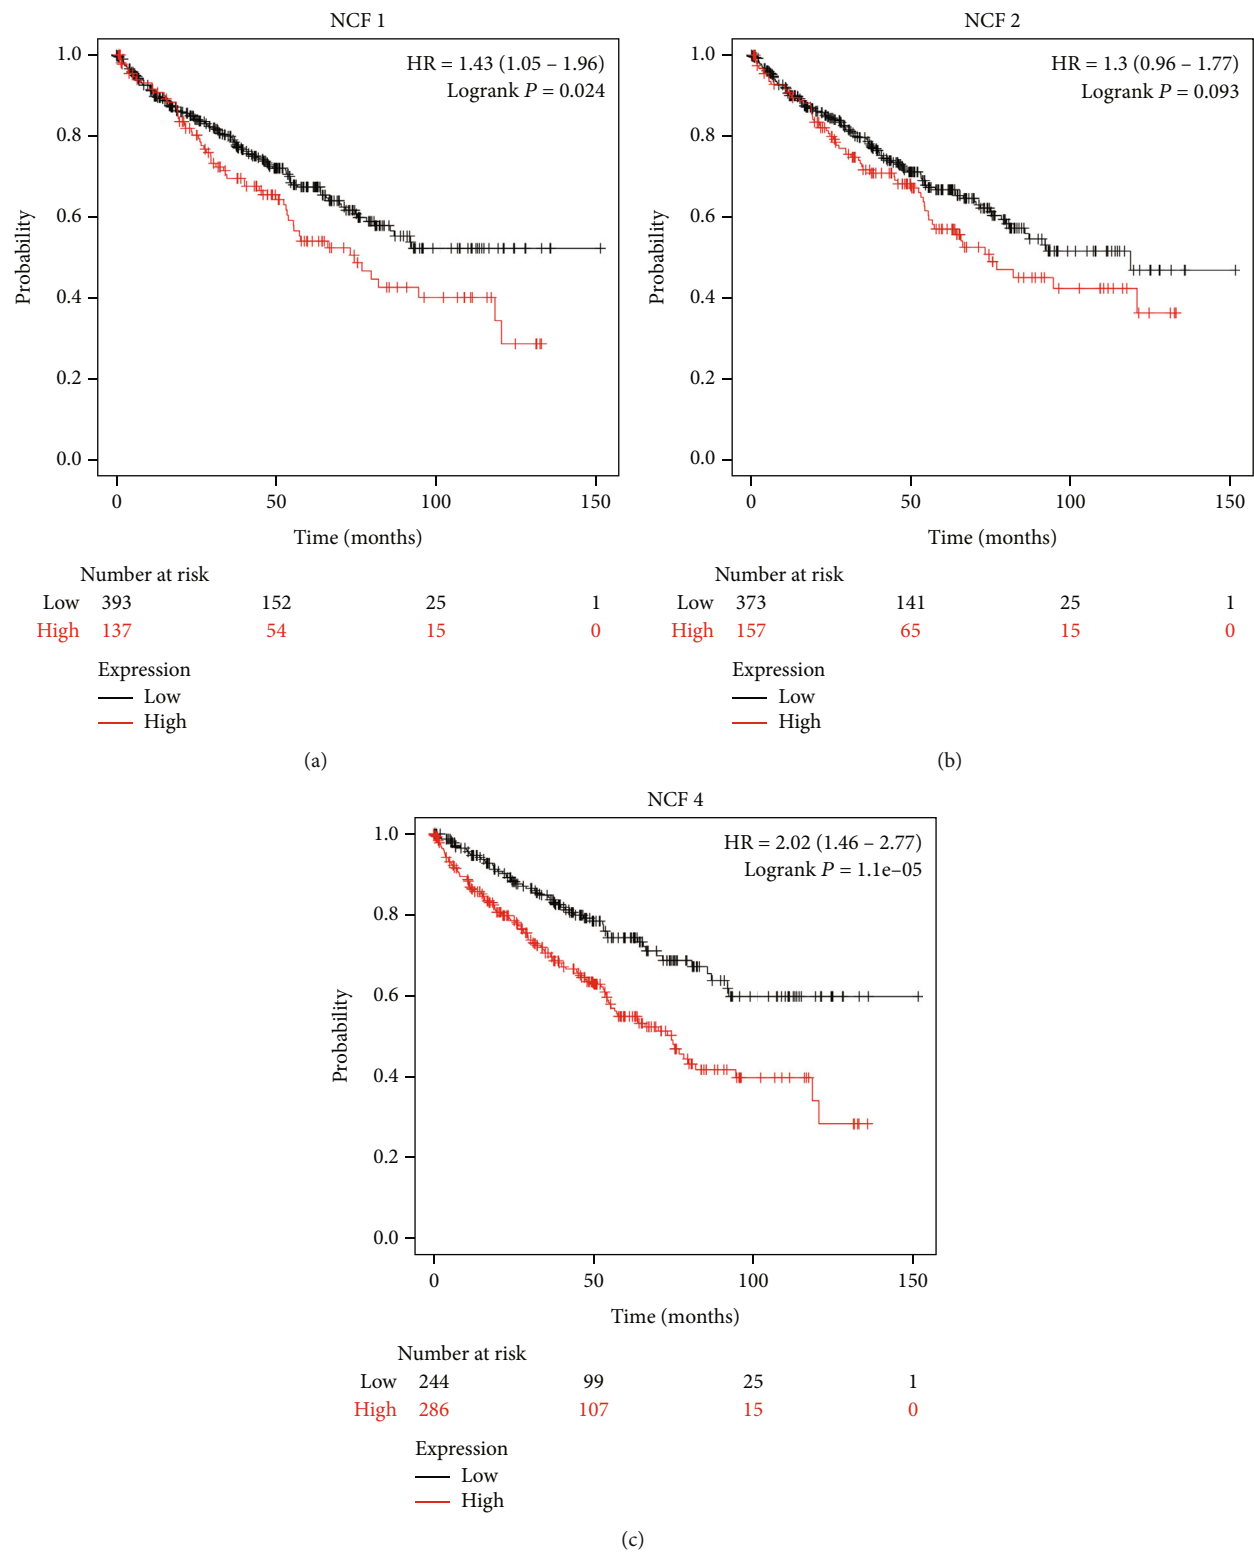 NCF 1
HR = 1.43 (1.05 – 1.96)
Logrank P = 0.024
1.0
0.8
0.6
0.4
0.2
0.0
Probability
0 50 100 150
Time (months)
Number at risk
Low 393 152 25 1
High 137 54 15 0
Expression
Low
High
(a)
NCF 2
HR = 1.3 (0.96 – 1.77)
Logrank P = 0.093
1.0
0.8
0.6
0.4
0.2
0.0
Probability
0 50 100 150
Time (months)
Number at risk
Low 373 141 25 1
High 157 65 15 0
Expression
Low
High
(b)
NCF 4
HR = 2.02 (1.46 – 2.77)
Logrank P = 1.1e–05
1.0
0.8
0.6
0.4
0.2
0.0
Probability
0 50 100 150
Time (months)
Number at risk
Low 244 99 25 1
High 286 107 15 0
Expression
Low
High
(c)